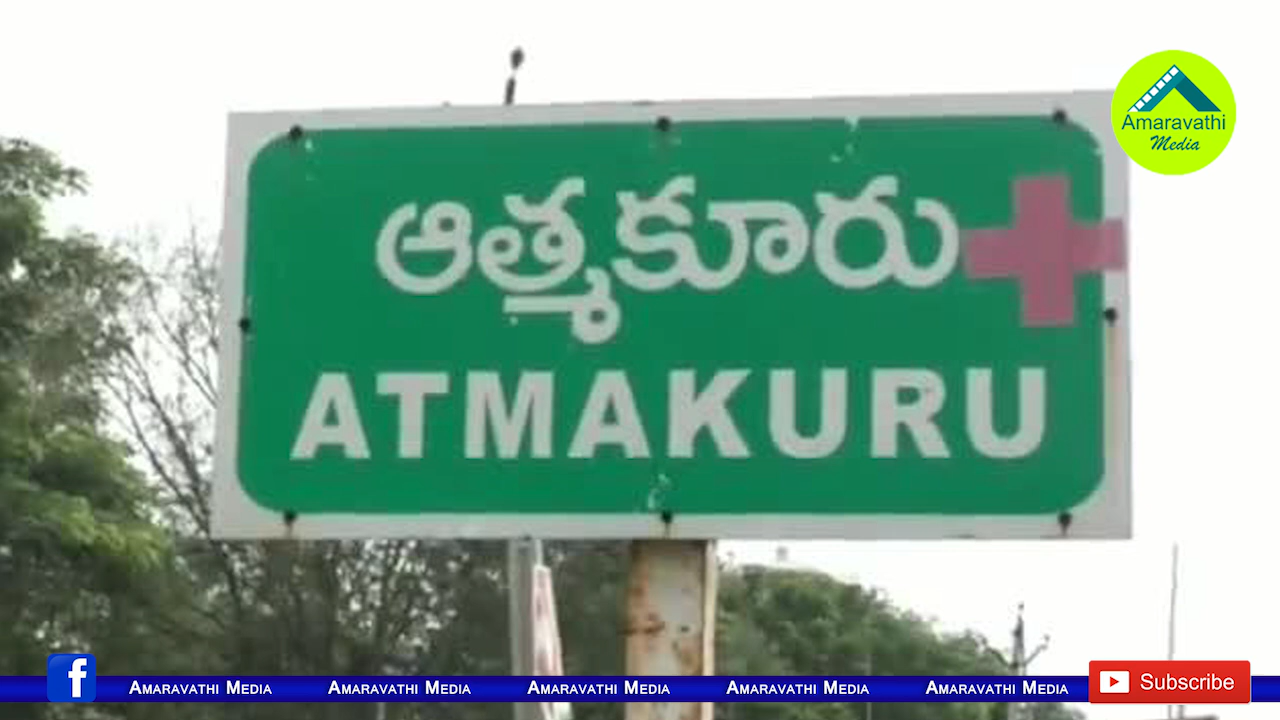 Amaravathi
Media
ఆత్మకూరు
ATMAKURU
f Amaravathi Media Amaravathi Media Amaravathi Media Amaravathi Media Amaravathi Media Subscribe